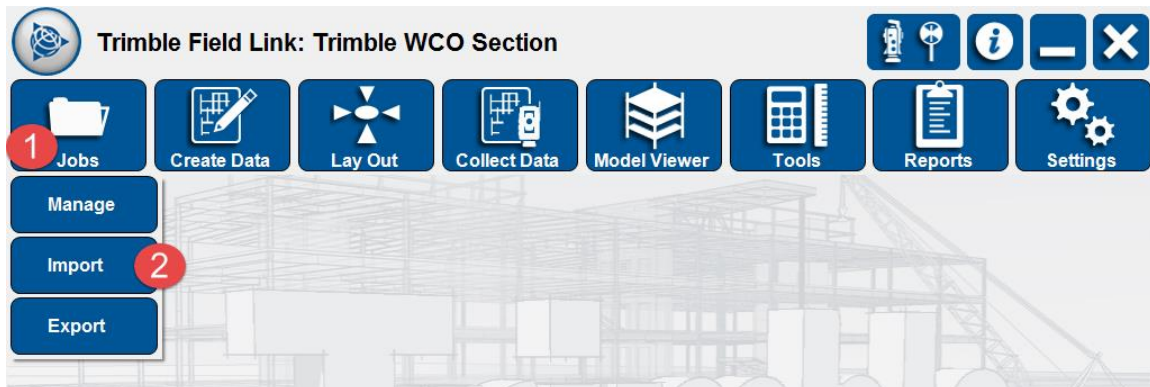 Trimble Field Link: Trimble WCO Section
1
Jobs
Create Data
Lay Out
Collect Data
Model Viewer
Tools
Reports
Settings
Manage
Import
2
Export